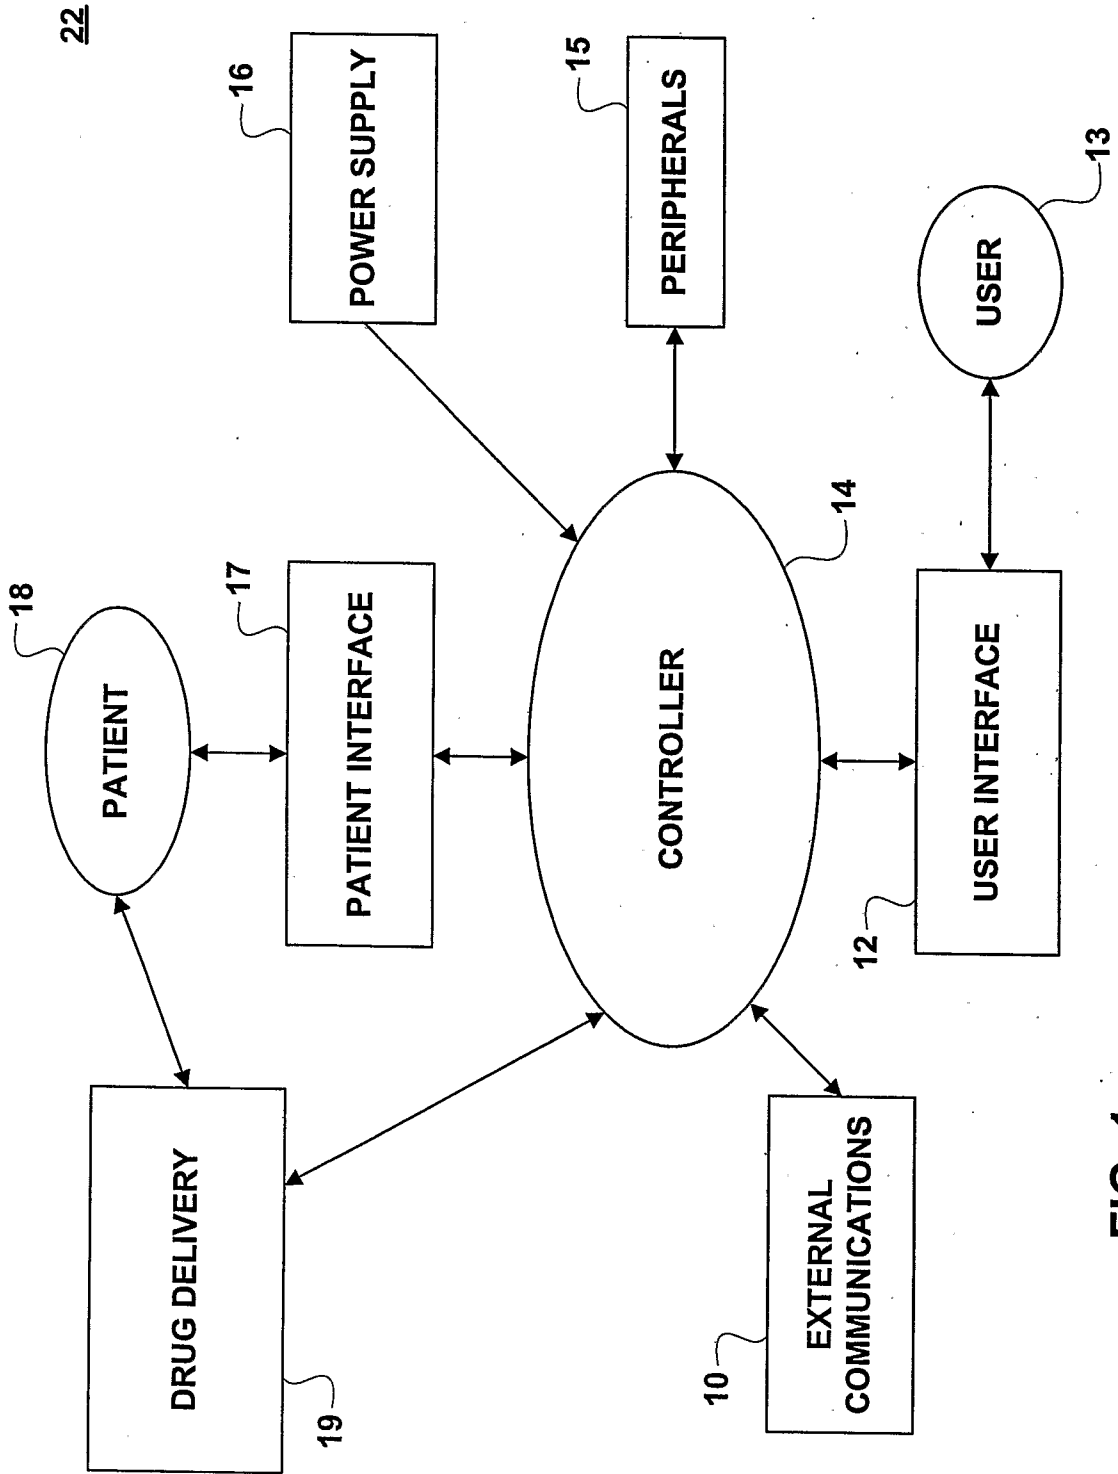 18
22
PATIENT
DRUG DELIVERY
17
16
19
PATIENT INTERFACE
POWER SUPPLY
15
CONTROLLER
PERIPHERALS
10
EXTERNAL
COMMUNICATIONS
14
12
USER INTERFACE
USER
13
FIG.